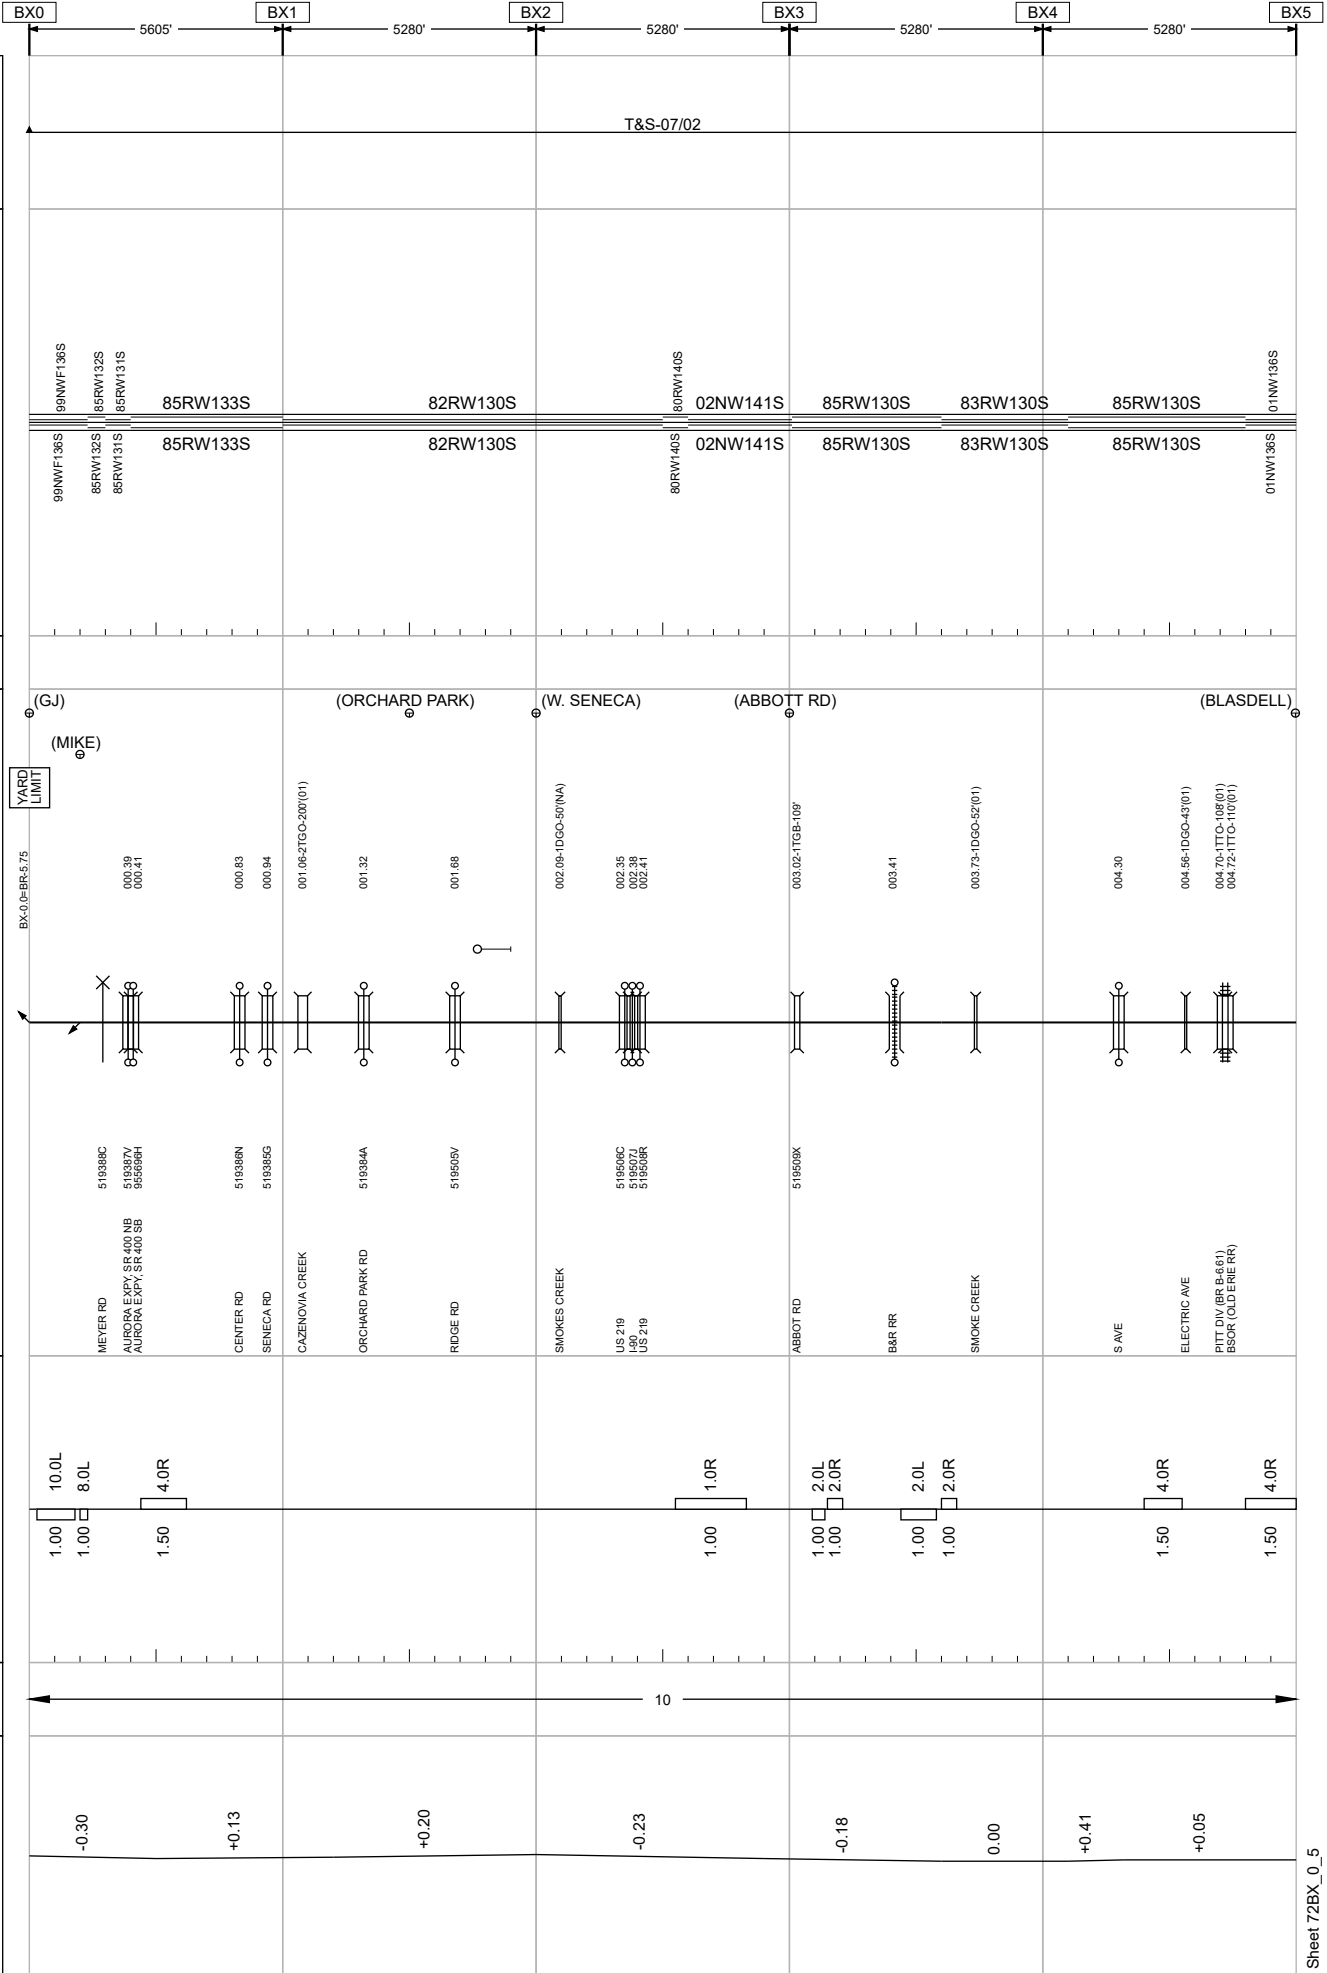 BX0
BX1
BX2
BX3
BX4
BX5
5605'
5280'
5280'
5280'
5280'
T&S-07/02
99NWF136S
85RW132S
85RW131S
85RW133S
82RW130S
80RW140S
02NW141S
85RW130S
83RW130S
85RW130S
01NW136S
99NWF136S
85RW132S
85RW131S
85RW133S
82RW130S
80RW140S
02NW141S
85RW130S
83RW130S
85RW130S
01NW136S
(GJ)
(ORCHARD PARK)
(W. SENECA)
(ABBOTT RD)
(BLASDELL)
(MIKE)
YARD
LIMIT
BX-0.0=BR-5.75
000.39
000.41
000.83
000.94
001.06-2TGO-200'(01)
001.32
001.68
002.09-1DGO-50'(NA)
002.35
002.38
002.41
003.02-1TGB-109'
003.41
003.73-1DGO-52'(01)
004.30
004.56-1DGO-43'(01)
004.70-1TTO-108'(01)
004.72-1TTO-110'(01)
519388C
519387V
955696H
519386N
519385G
519384A
519505V
519506C
519507J
519508R
519509X
MEYER RD
AURORA EXPY, SR 400 NB
AURORA EXPY, SR 400 SB
CENTER RD
SENECA RD
CAZENOVIA CREEK
ORCHARD PARK RD
RIDGE RD
SMOKES CREEK
US 219
I-90
US 219
ABBOT RD
B&R RR
SMOKE CREEK
S AVE
ELECTRIC AVE
PITT DIV (BR B-6.61)
BSOR (OLD ERIE RR)
10.0L
8.0L
4.0R
1.0R
2.0L
2.0R
2.0L
2.0R
4.0R
4.0R
1.00
1.00
1.50
1.00
1.00
1.00
1.00
1.00
1.50
1.50
10
-0.30
+0.13
+0.20
-0.23
-0.18
0.00
+0.41
+0.05
Sheet 72BX_0_5